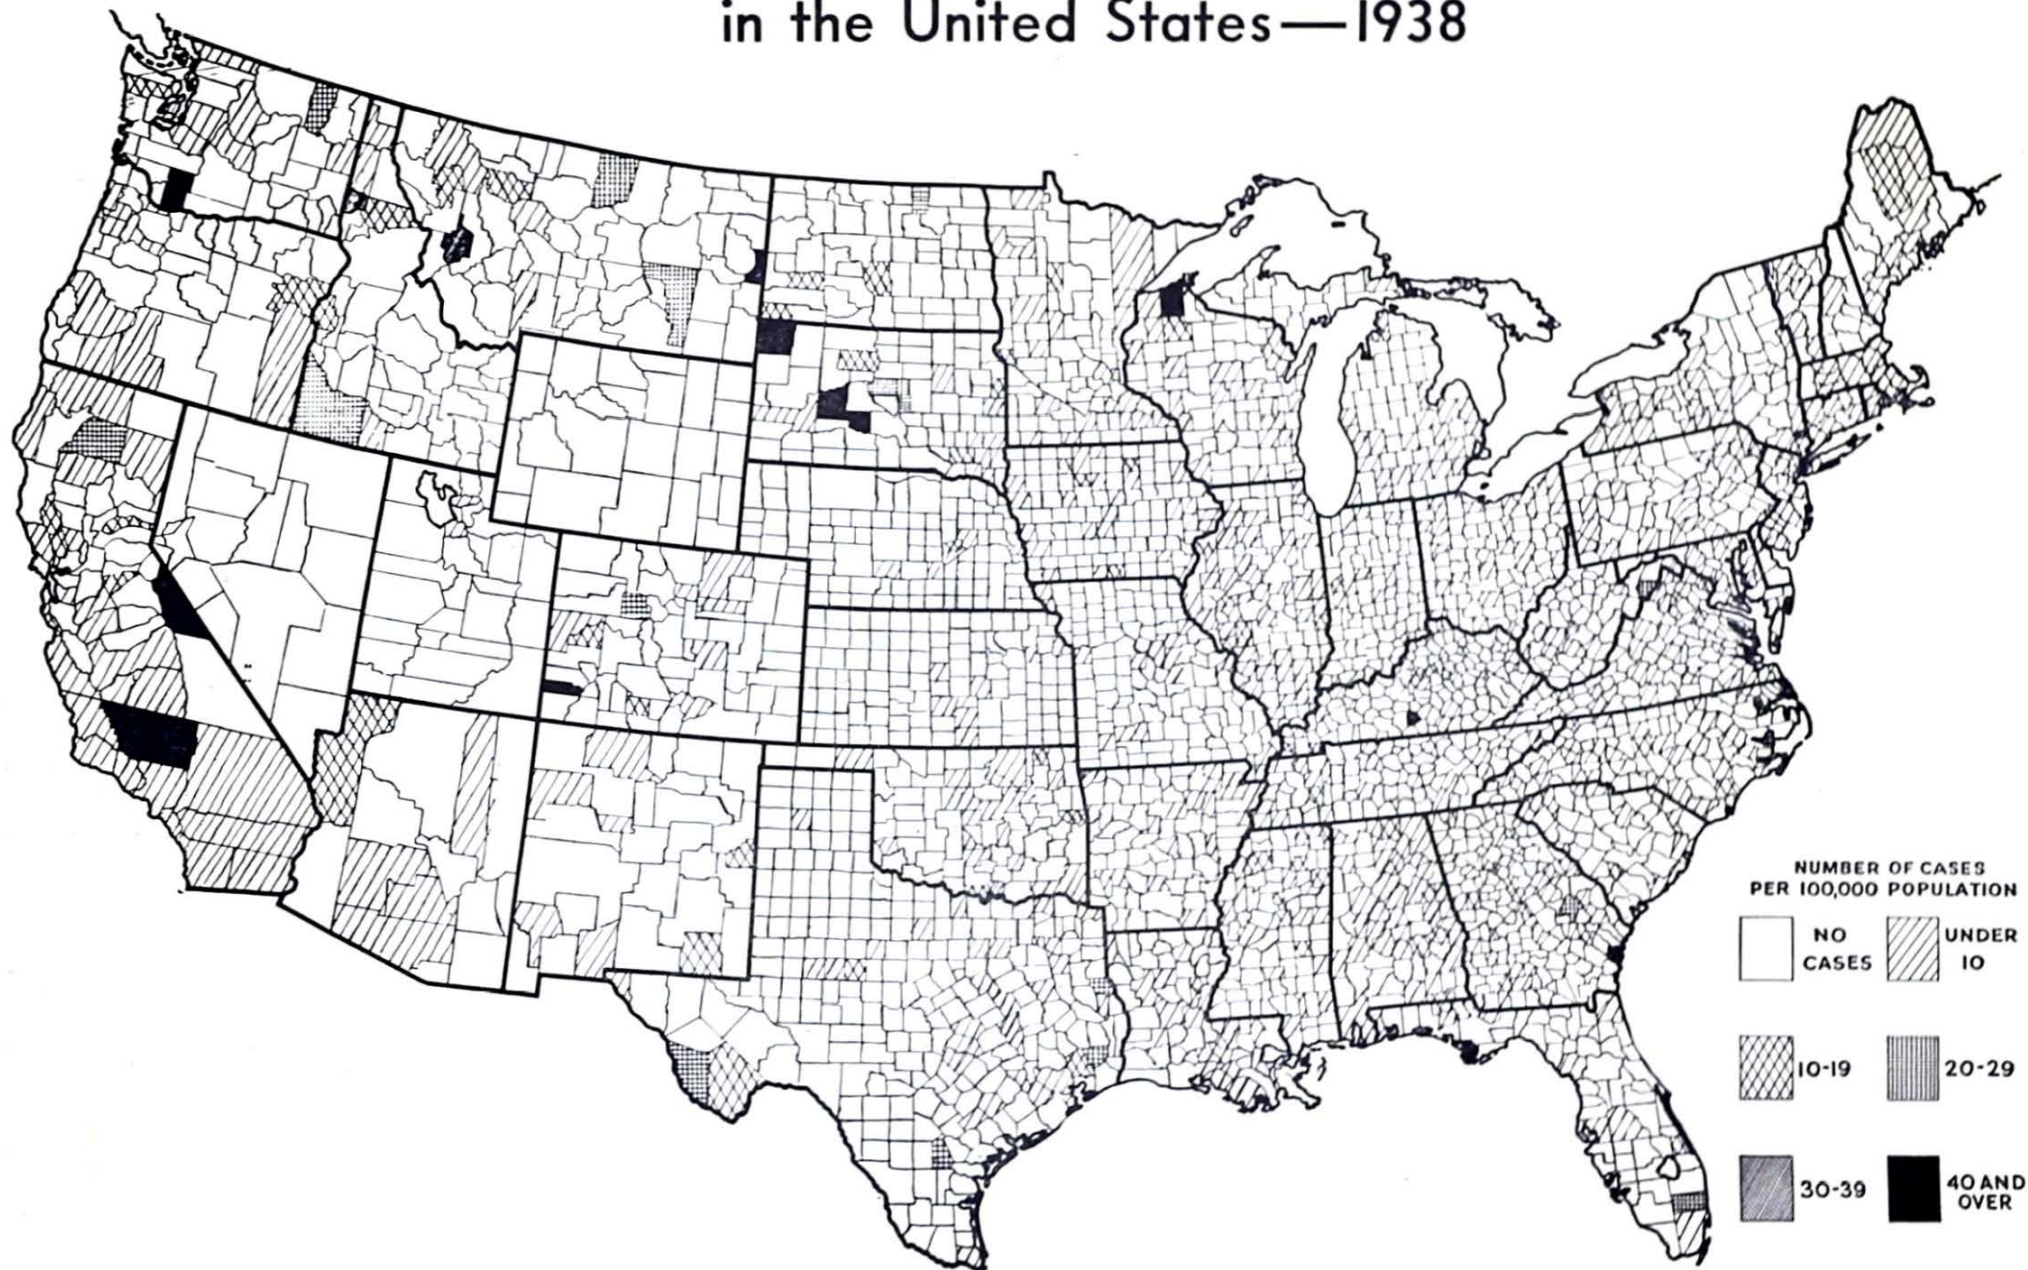 in the United States—1938
NUMBER OF CASES
PER 100,000 POPULATION
NO
CASES
UNDER
10
10-19
20-29
30-39
40 AND
OVER